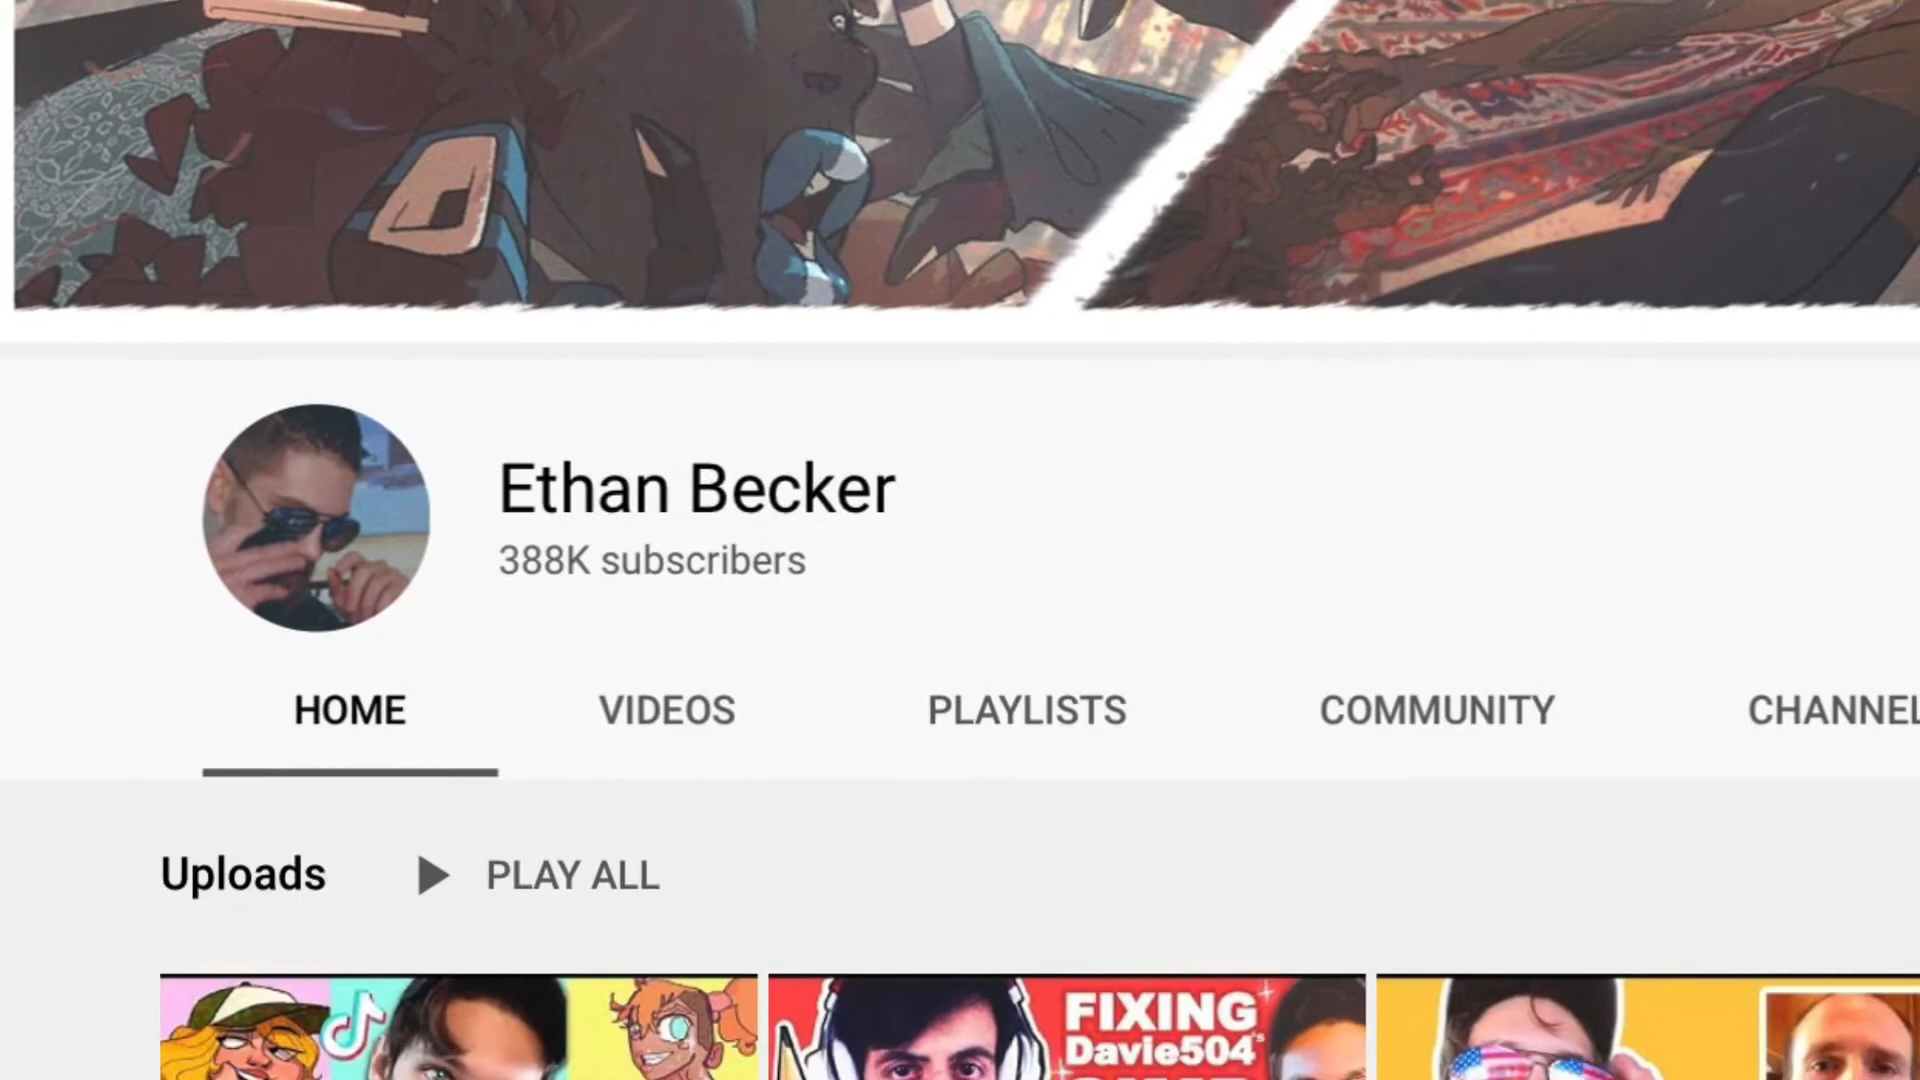 Ethan Becker
388K subscribers
HOME VIDEOS PLAYLISTS COMMUNITY CHANNEL
Uploads PLAY ALL
FIXING
Davie504's